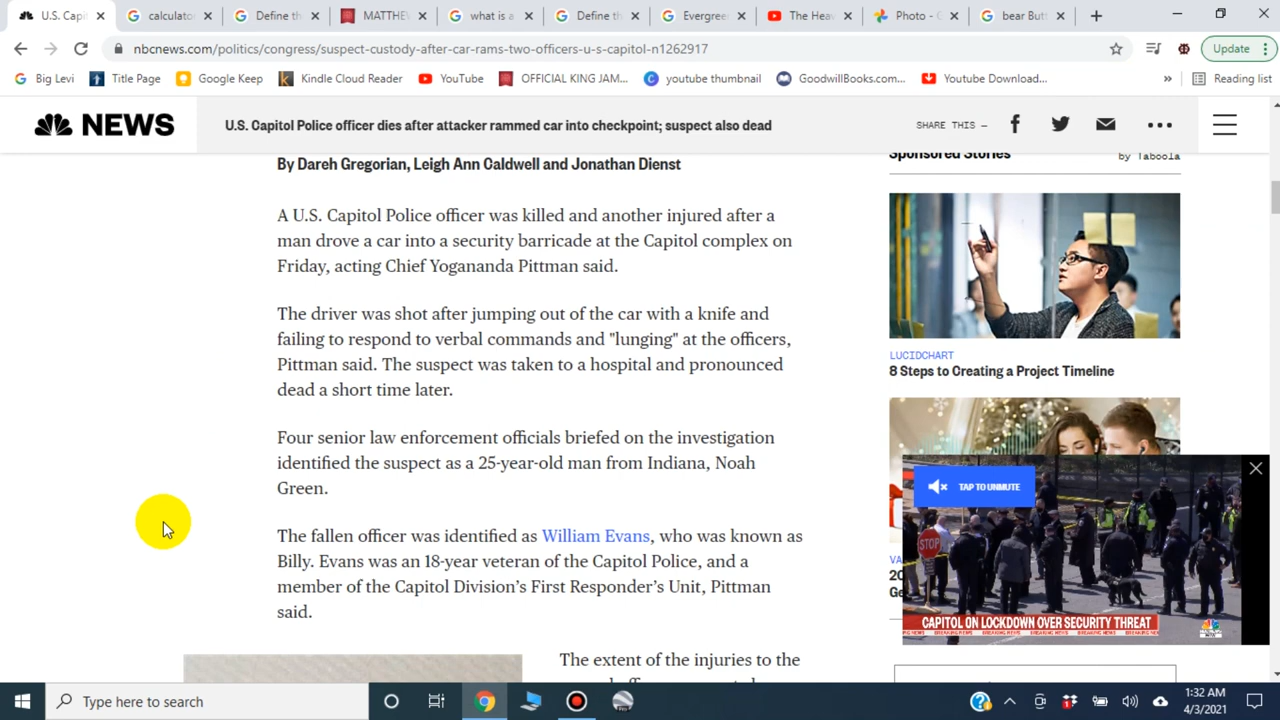 U.S. Capi
calculator
Define th
MATTHE
what is a
Define th
Evergree
The Hea
Photo - G
bear Butt
nbcnews.com/politics/congress/suspect-custody-after-car-rams-two-officers-u-s-capitol-n1262917
Update
Big Levi
Title Page
Google Keep
Kindle Cloud Reader
YouTube
OFFICIAL KING JAM...
youtube thumbnail
GoodwillBooks.com...
Youtube Download...
»
Reading list
NEWS
U.S. Capitol Police officer dies after attacker rammed car into checkpoint; suspect also dead
SHARE THIS —
By Dareh Gregorian, Leigh Ann Caldwell and Jonathan Dienst
A U.S. Capitol Police officer was killed and another injured after a
man drove a car into a security barricade at the Capitol complex on
Friday, acting Chief Yogananda Pittman said.
The driver was shot after jumping out of the car with a knife and
failing to respond to verbal commands and "lunging" at the officers,
Pittman said. The suspect was taken to a hospital and pronounced
dead a short time later.
Four senior law enforcement officials briefed on the investigation
identified the suspect as a 25-year-old man from Indiana, Noah
Green.
The fallen officer was identified as William Evans, who was known as
Billy. Evans was an 18-year veteran of the Capitol Police, and a
member of the Capitol Division’s First Responder’s Unit, Pittman
said.
The extent of the injuries to the
Sponsored Stories
by Taboola
LUCIDCHART
8 Steps to Creating a Project Timeline
VA
20
Ge
TAP TO UNMUTE
STOP
CAPITOL ON LOCKDOWN OVER SECURITY THREAT
BREAKING NEWS
Type here to search
1:32 AM
4/3/2021